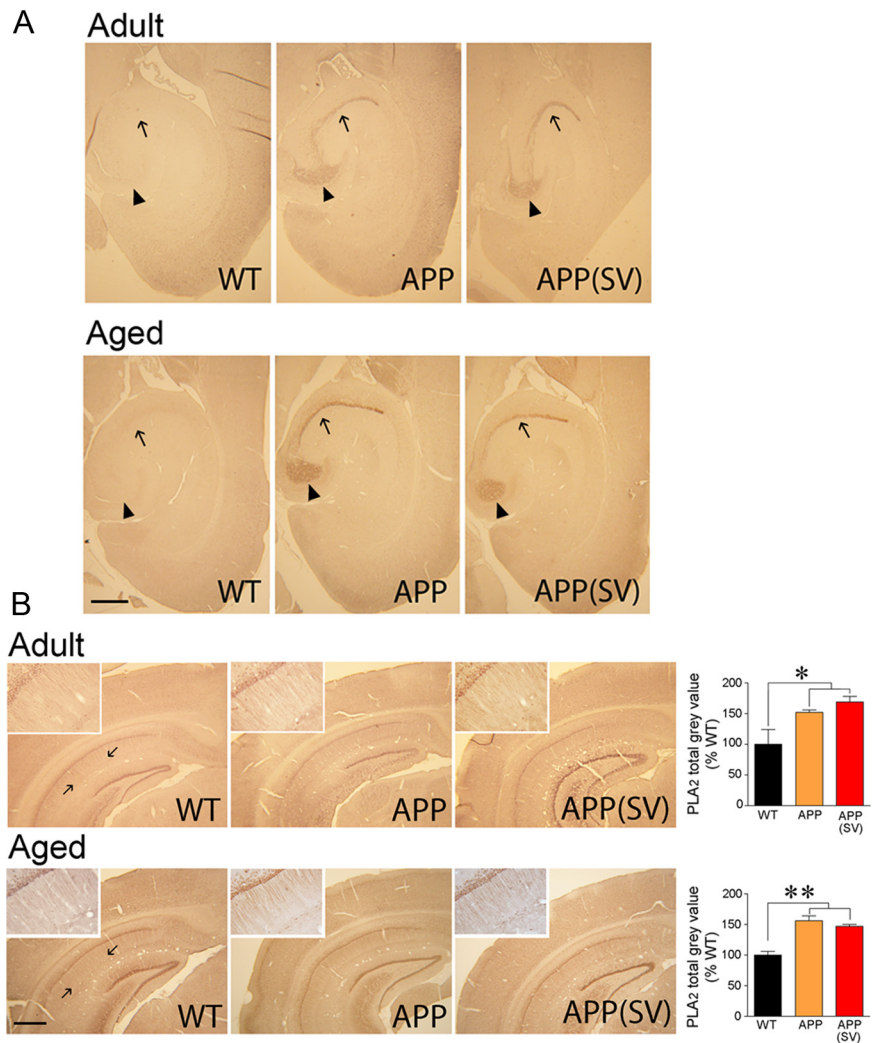 A
Adult
WT
APP
APP(SV)
Aged
WT
APP
APP(SV)
B
Adult
WT
APP
APP(SV)
PLA2 total grey value
(% WT)
200
150
100
50
0
*
WT
APP
APP
(SV)
Aged
WT
APP
APP(SV)
PLA2 total grey value
(% WT)
200
150
100
50
0
**
WT
APP
APP
(SV)